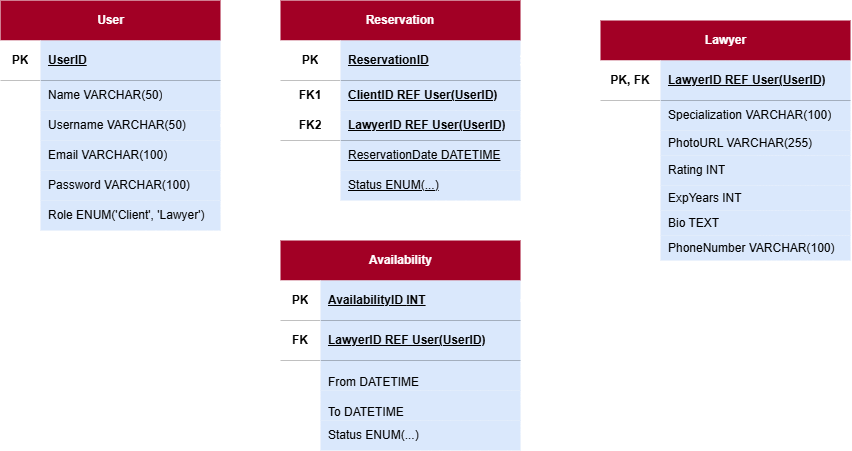 User
PK UserID
Name VARCHAR(50)
Username VARCHAR(50)
Email VARCHAR(100)
Password VARCHAR(100)
Role ENUM('Client', 'Lawyer')
Reservation
PK ReservationID
FK1 ClientID REF User(UserID)
FK2 LawyerID REF User(UserID)
ReservationDate DATETIME
Status ENUM(...)
Lawyer
PK, FK LawyerID REF User(UserID)
Specialization VARCHAR(100)
PhotoURL VARCHAR(255)
Rating INT
ExpYears INT
Bio TEXT
PhoneNumber VARCHAR(100)
Availability
PK AvailabilityID INT
FK LawyerID REF User(UserID)
From DATETIME
To DATETIME
Status ENUM(...)